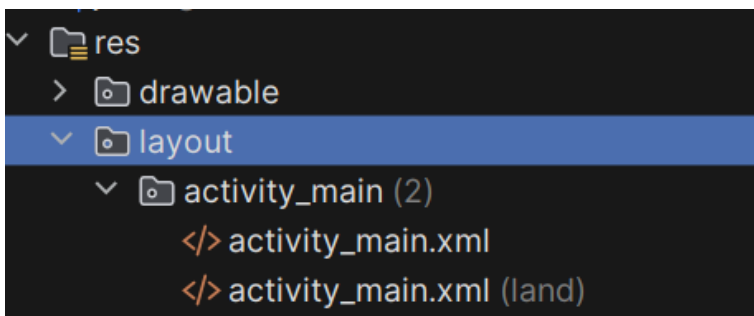 res
drawable
layout
activity_main (2)
</> activity_main.xml
</> activity_main.xml (land)